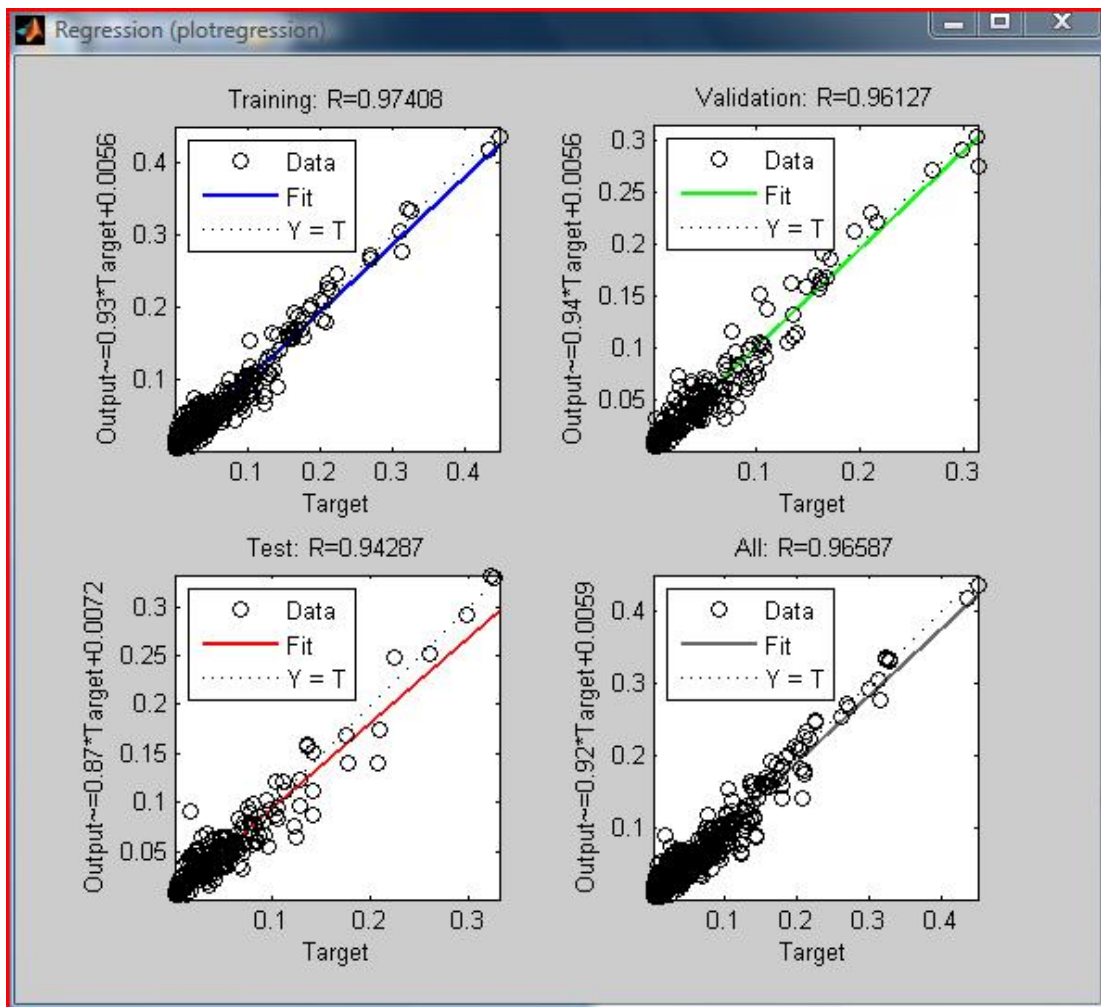 Regression (plotregression)
Training: R=0.97408
Output~=0.93*Target+0.0056
Data
Fit
Y = T
0.4
0.3
0.2
0.1
0.1 0.2 0.3 0.4
Target
Validation: R=0.96127
Output~=0.94*Target+0.0056
Data
Fit
Y = T
0.3
0.25
0.2
0.15
0.1
0.05
0.1 0.2 0.3
Target
Test: R=0.94287
Output~=0.87*Target+0.0072
Data
Fit
Y = T
0.3
0.25
0.2
0.15
0.1
0.05
0.1 0.2 0.3
Target
All: R=0.96587
Output~=0.92*Target+0.0059
Data
Fit
Y = T
0.4
0.3
0.2
0.1
0.1 0.2 0.3 0.4
Target